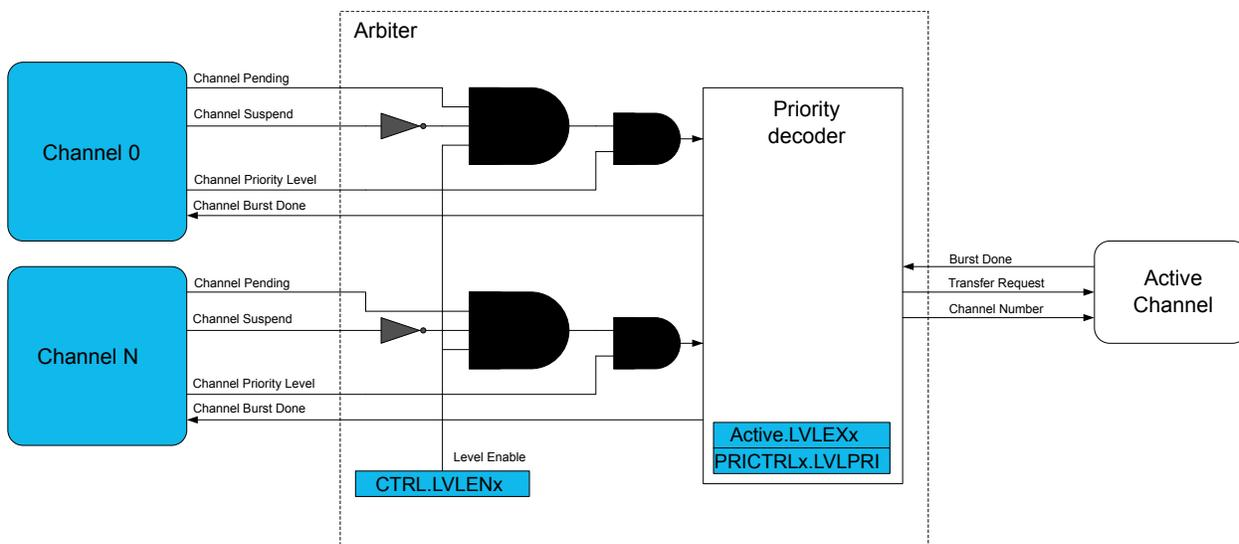 Arbiter
Channel 0
Channel Pending
Channel Suspend
Channel Priority Level
Channel Burst Done
Priority
decoder
Burst Done
Transfer Request
Channel Number
Active
Channel
Channel N
Channel Pending
Channel Suspend
Channel Priority Level
Channel Burst Done
Active.LVLEXx
PRICTRLx.LVLPRI
Level Enable
CTRL.LVLENx